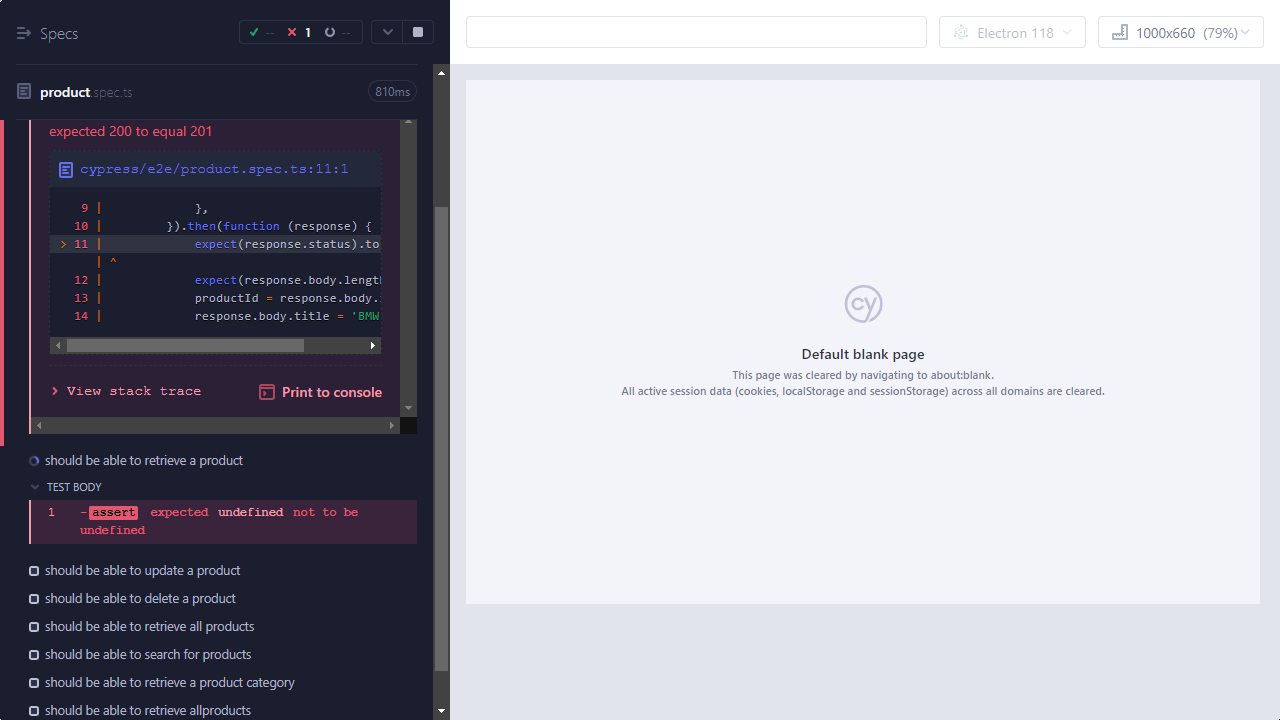 Specs
-- 1 --
Electron 118
1000x660 (79%)
product.spec.ts
810ms
expected 200 to equal 201
cypress/e2e/product.spec.ts:11:1
9 | },
10 | }).then(function (response) {
> 11 | expect(response.status).to
| ^
12 | expect(response.body.length
13 | productId = response.body.
14 | response.body.title = 'BMW
> View stack trace
Print to console
should be able to retrieve a product
TEST BODY
1 -assert expected undefined not to be
undefined
should be able to update a product
should be able to delete a product
should be able to retrieve all products
should be able to search for products
should be able to retrieve a product category
should be able to retrieve allproducts
cy
Default blank page
This page was cleared by navigating to about:blank.
All active session data (cookies, localStorage and sessionStorage) across all domains are cleared.